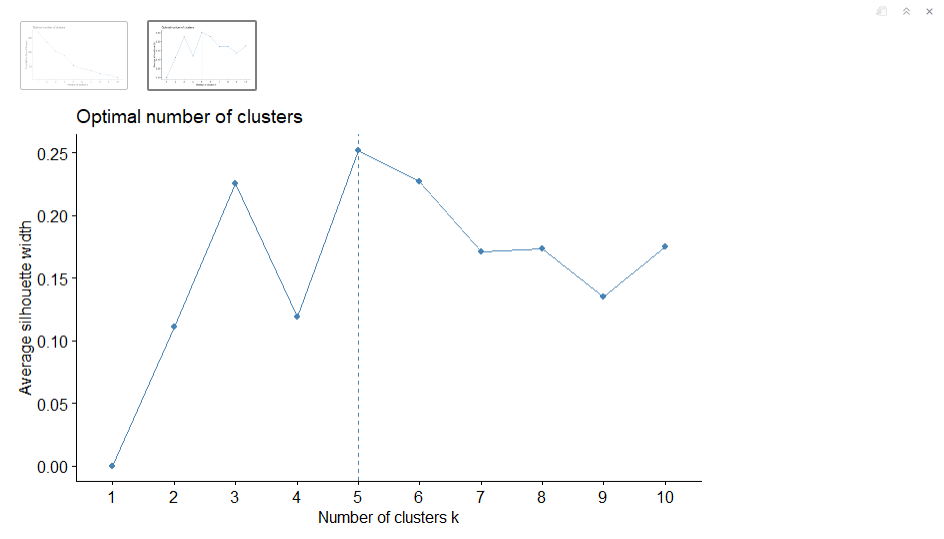 Optimal number of clusters
Average silhouette width
0.25
0.20
0.15
0.10
0.05
0.00
1 2 3 4 5 6 7 8 9 10
Number of clusters k